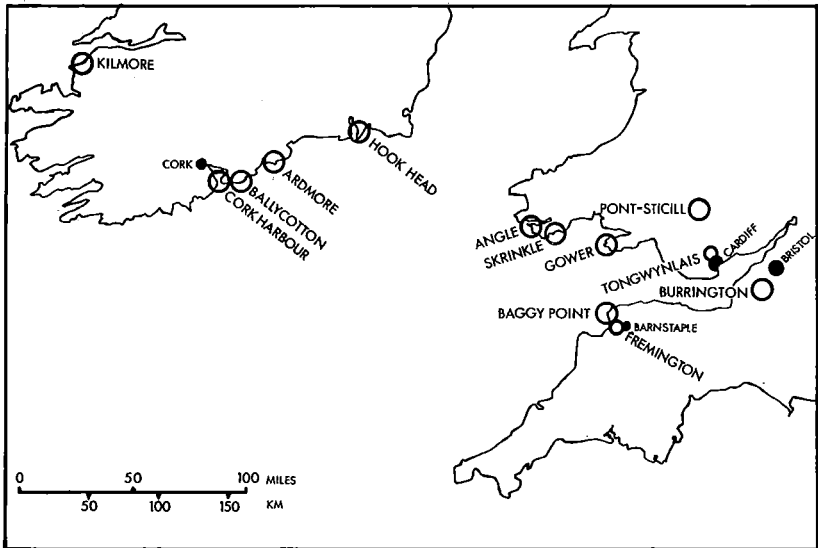 KILMORE
HOOK HEAD
CORK
ARDMORE
BALLYCOTTON
CORK HARBOUR
PONT-STICILL
ANGLE
SKRINKLE
GOWER
TONGWYNLAIS
CARDIFF
BRISTOL
BURRINGTON
BAGGY POINT
BARNSTAPLE
FREMINGTON
0 50 100 MILES
50 100 150 KM